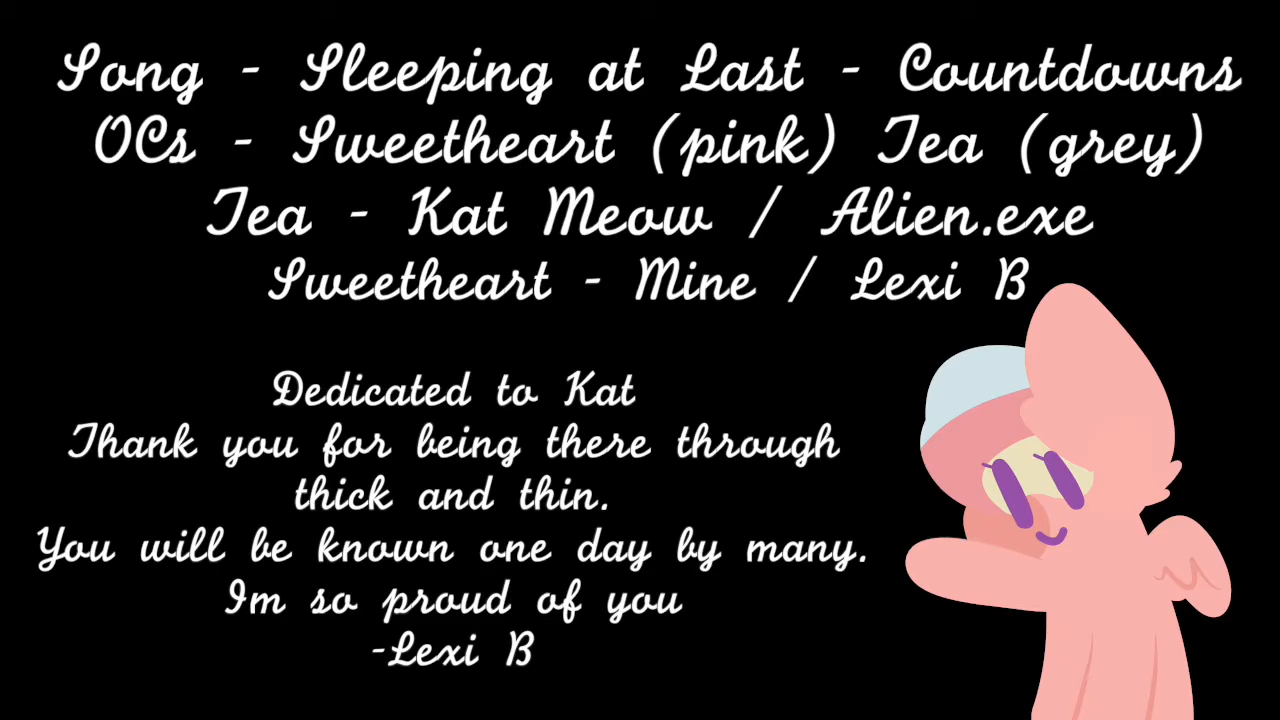 Song - Sleeping at Last - Countdowns
OCs - Sweetheart (pink) Tea (grey)
Tea - Kat Meow / Alien.exe
Sweetheart - Mine / Lexi B
Dedicated to Kat
Thank you for being there through
thick and thin.
You will be known one day by many.
Im so proud of you
-Lexi B